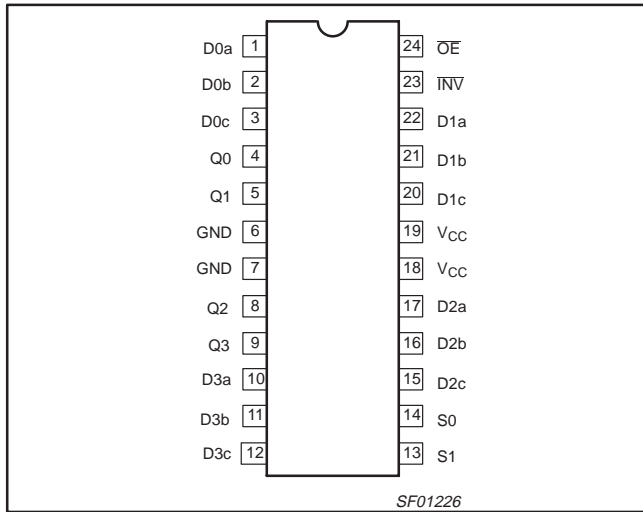 D0a 1 24 O̅E̅
D0b 2 23 I̅N̅V̅
D0c 3 22 D1a
Q0 4 21 D1b
Q1 5 20 D1c
GND 6 19 VCC
GND 7 18 VCC
Q2 8 17 D2a
Q3 9 16 D2b
D3a 10 15 D2c
D3b 11 14 S0
D3c 12 13 S1
SF01226